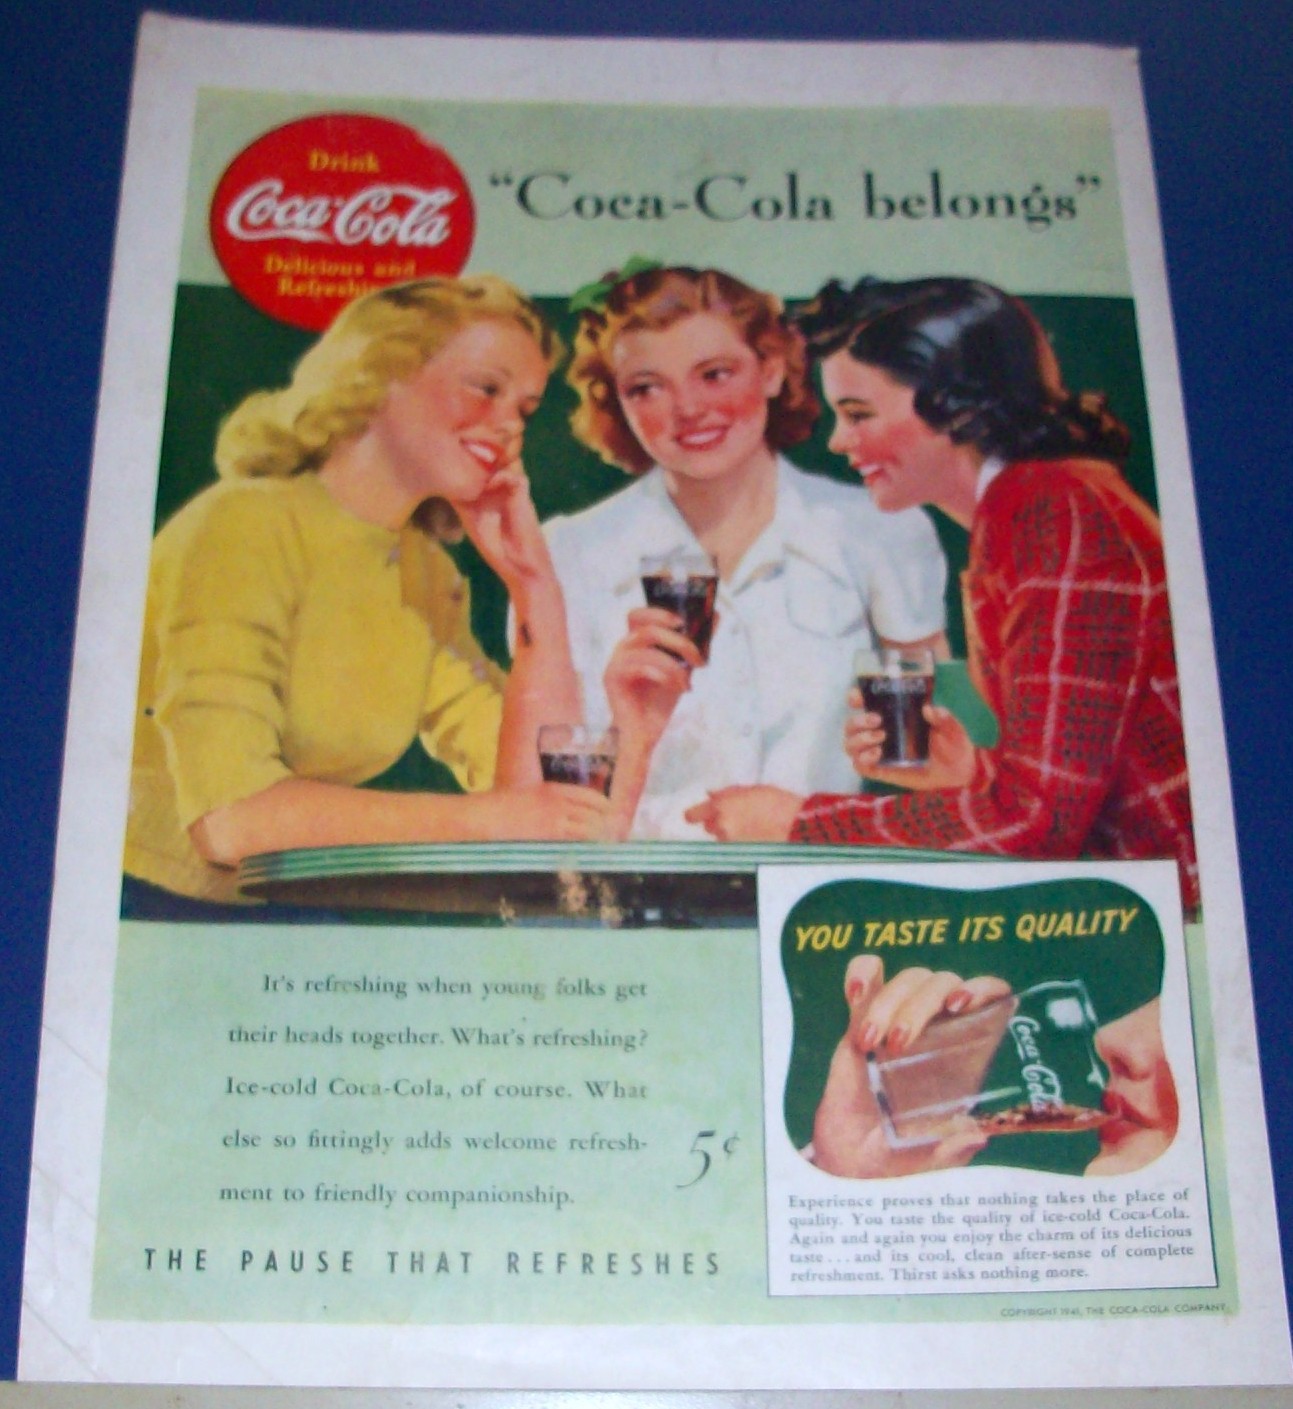 Drink
Coca-Cola
Delicious and
"Coca-Cola belongs"
YOU TASTE ITS QUALITY
Coca-Cola
It's refreshing when young folks get
their heads together. What's refreshing?
Ice-cold Coca-Cola, of course. What
else so fittingly adds welcome refresh-
ment to friendly companionship.
5¢
THE PAUSE THAT REFRESHES
Experience proves that nothing takes the place of
quality. You taste the quality of ice-cold Coca-Cola.
Again and again you enjoy the charm of its delicious
taste...and its cool, clean after-sense of complete
refreshment. Thirst asks nothing more.
COPYRIGHT 1941, THE COCA-COLA COMPANY